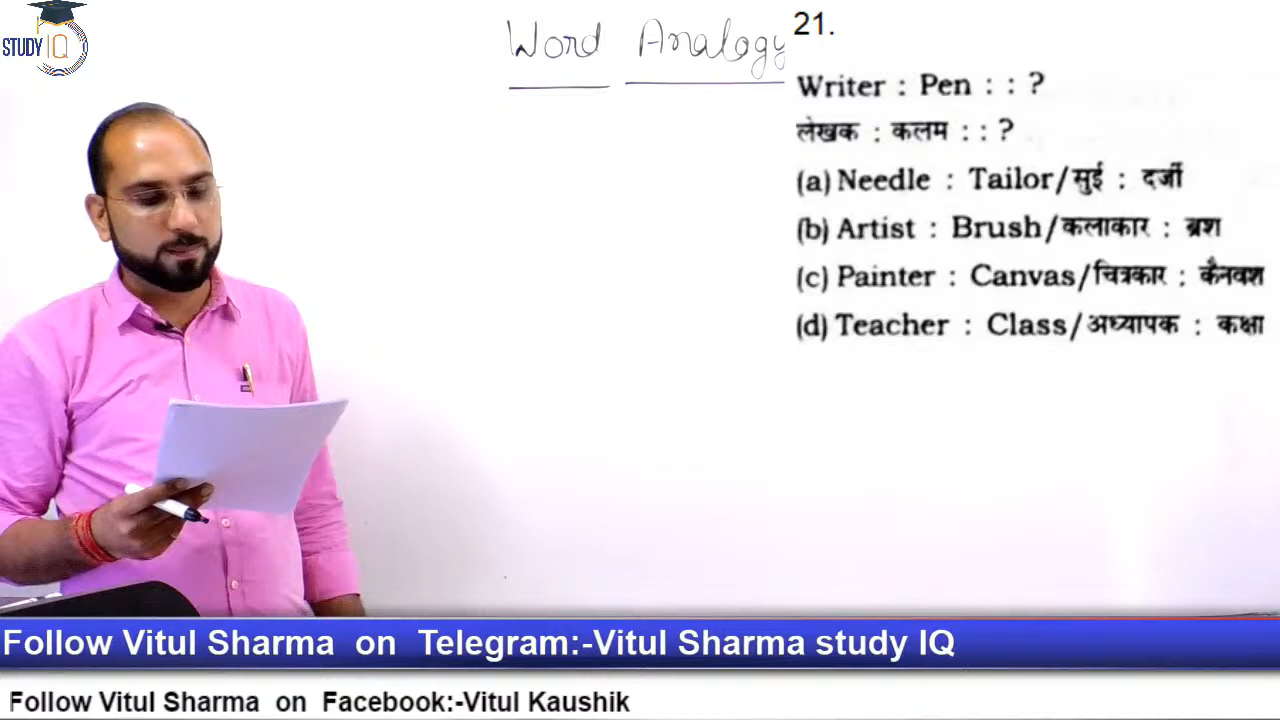 STUDY IQ
Word Analogy
21.
Writer : Pen : : ?
लेखक : कलम : : ?
(a) Needle : Tailor/सुई : दर्जी
(b) Artist : Brush/कलाकार : ब्रश
(c) Painter : Canvas/चित्रकार : कैनवश
(d) Teacher : Class/अध्यापक : कक्षा
Follow Vitul Sharma on Telegram:-Vitul Sharma study IQ
Follow Vitul Sharma on Facebook:-Vitul Kaushik